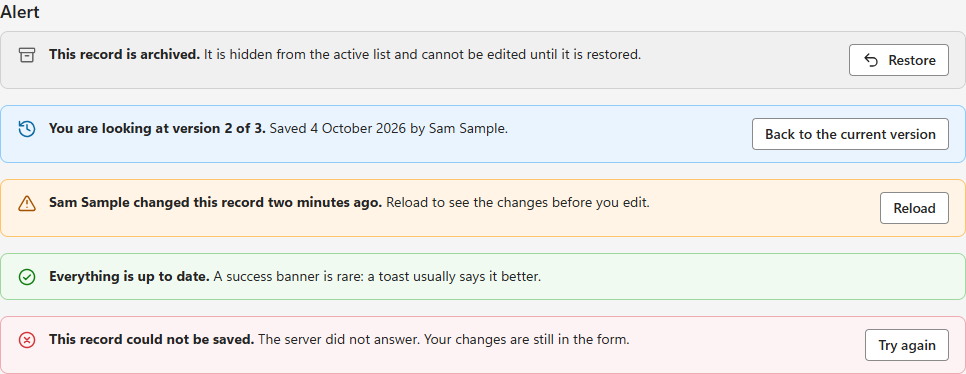 Alert
This record is archived. It is hidden from the active list and cannot be edited until it is restored.
Restore
You are looking at version 2 of 3. Saved 4 October 2026 by Sam Sample.
Back to the current version
Sam Sample changed this record two minutes ago. Reload to see the changes before you edit.
Reload
Everything is up to date. A success banner is rare: a toast usually says it better.
This record could not be saved. The server did not answer. Your changes are still in the form.
Try again